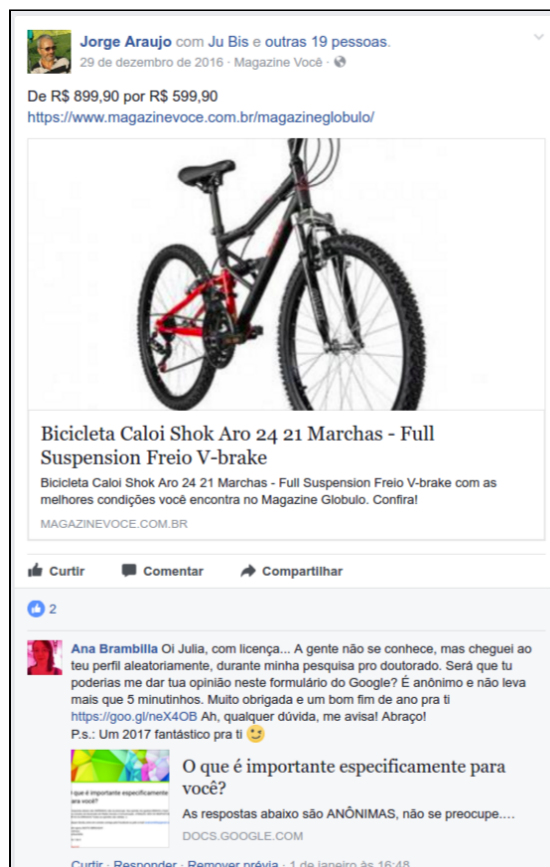 Jorge Araujo com Ju Bis e outras 19 pessoas.
29 de dezembro de 2016 · Magazine Você ·
De R$ 899,90 por R$ 599,90
https://www.magazinevoce.com.br/magazineglobulo/
Bicicleta Caloi Shok Aro 24 21 Marchas - Full
Suspension Freio V-brake
Bicicleta Caloi Shok Aro 24 21 Marchas - Full Suspension Freio V-brake com as
melhores condições você encontra no Magazine Globulo. Confira!
MAGAZINEVOCE.COM.BR
Curtir Comentar Compartilhar
2
Ana Brambilla Oi Julia, com licença... A gente não se conhece, mas cheguei ao
teu perfil aleatoriamente, durante minha pesquisa pro doutorado. Será que tu
poderias me dar tua opinião neste formulário do Google? É anônimo e não leva
mais que 5 minutinhos. Muito obrigada e um bom fim de ano pra ti
https://goo.gl/neX4OB Ah, qualquer dúvida, me avisa! Abraço!
P.s.: Um 2017 fantástico pra ti
O que é importante especificamente para
você?
As respostas abaixo são ANÔNIMAS, não se preocupe....
DOCS.GOOGLE.COM
Curtir · Responder · Remover prévia · 1 de janeiro às 16:48